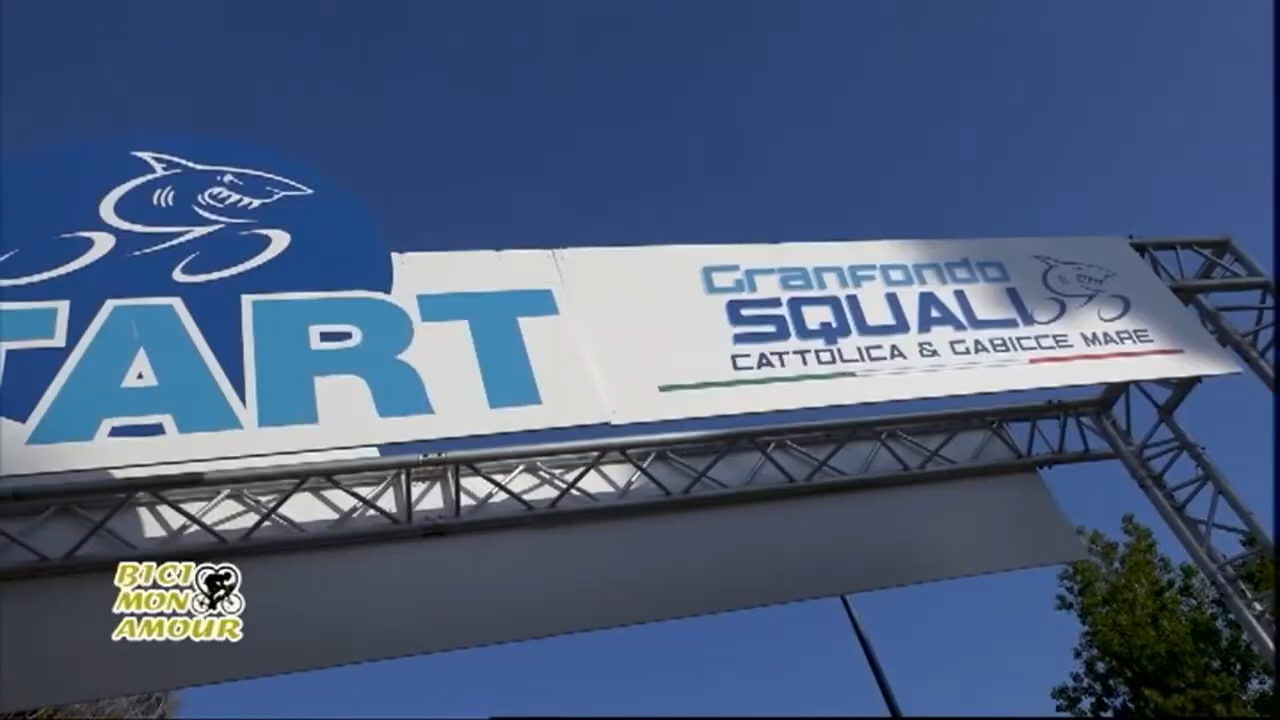 TART
Granfondo
SQUALI
CATTOLICA & GABICCE MARE
BICI
MON
AMOUR